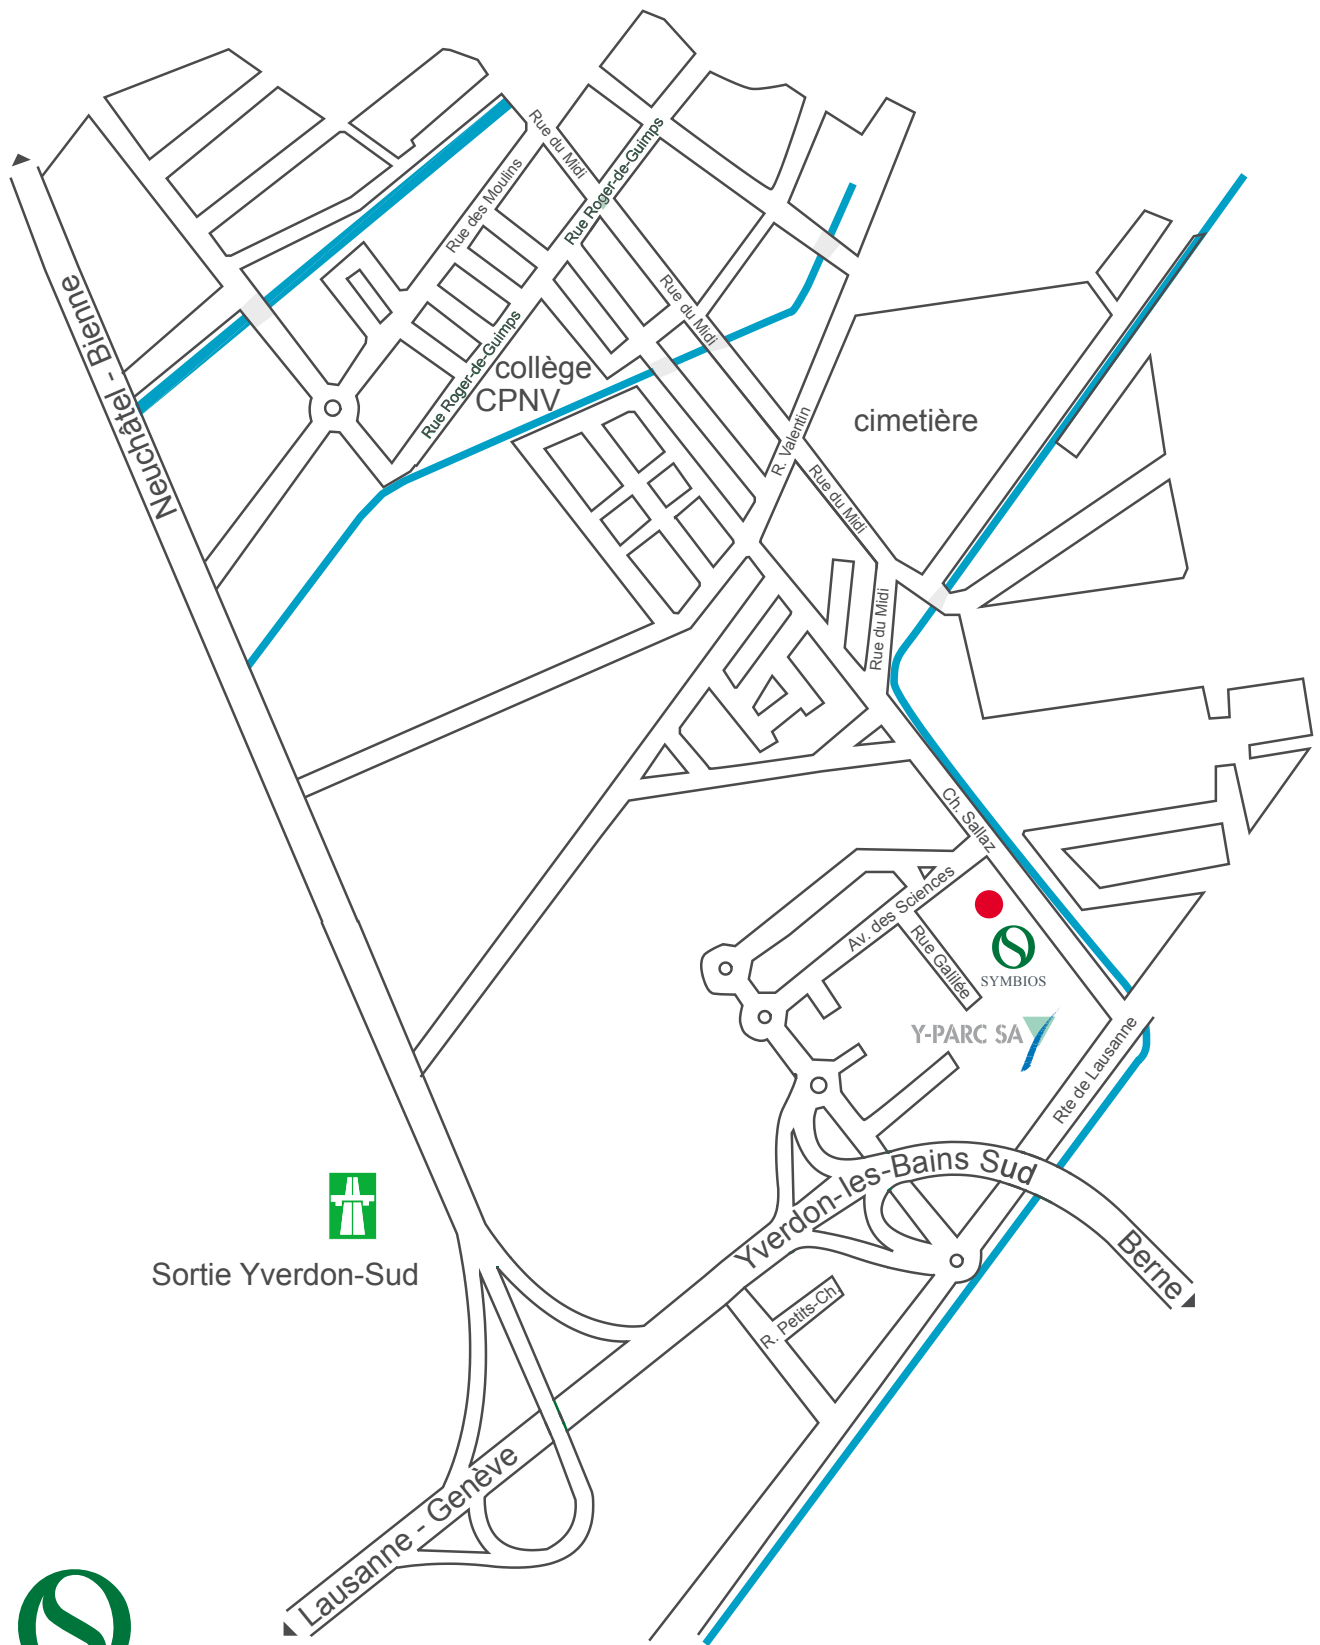 Rue du Midi
Rue Roger-de-Guimps
Rue des Moulins
Neuchâtel - Bienne
Rue du Midi
Rue Roger-de-Guimps
collège
CPNV
R. Valentin
cimetière
Rue du Midi
Rue du Midi
Ch. Sallaz
Av. des Sciences
Rue Galilée
SYMBIOS
Y-PARC SA
Rte de Lausanne
Yverdon-les-Bains Sud
Berne
Sortie Yverdon-Sud
R. Petits-Ch.
Lausanne - Genève